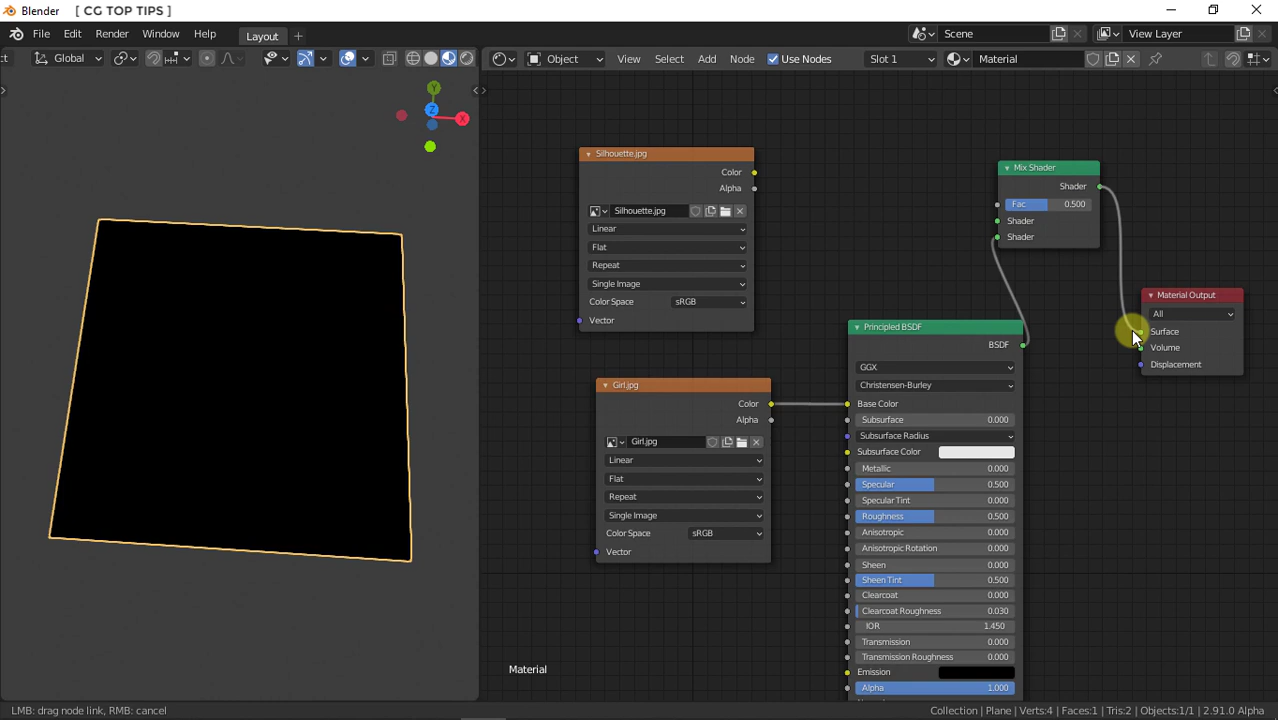 Blender [ CG TOP TIPS ]
File Edit Render Window Help Layout + Scene View Layer
ct Global Object View Select Add Node Use Nodes Slot 1 Material
Y
Z
X
Silhouette.jpg
Color
Alpha
Silhouette.jpg
Linear
Flat
Repeat
Single Image
Color Space sRGB
Vector
Mix Shader
Shader
Fac 0.500
Shader
Shader
Material Output
All
Surface
Volume
Displacement
Girl.jpg
Color
Alpha
Girl.jpg
Linear
Flat
Repeat
Single Image
Color Space sRGB
Vector
Principled BSDF
BSDF
GGX
Christensen-Burley
Base Color
Subsurface 0.000
Subsurface Radius
Subsurface Color
Metallic 0.000
Specular 0.500
Specular Tint 0.000
Roughness 0.500
Anisotropic 0.000
Anisotropic Rotation 0.000
Sheen 0.000
Sheen Tint 0.500
Clearcoat 0.000
Clearcoat Roughness 0.030
IOR 1.450
Transmission 0.000
Transmission Roughness 0.000
Emission
Alpha 1.000
Material
LMB: drag node link, RMB: cancel
Collection | Plane | Verts:4 | Faces:1 | Tris:2 | Objects:1/1 | 2.91.0 Alpha